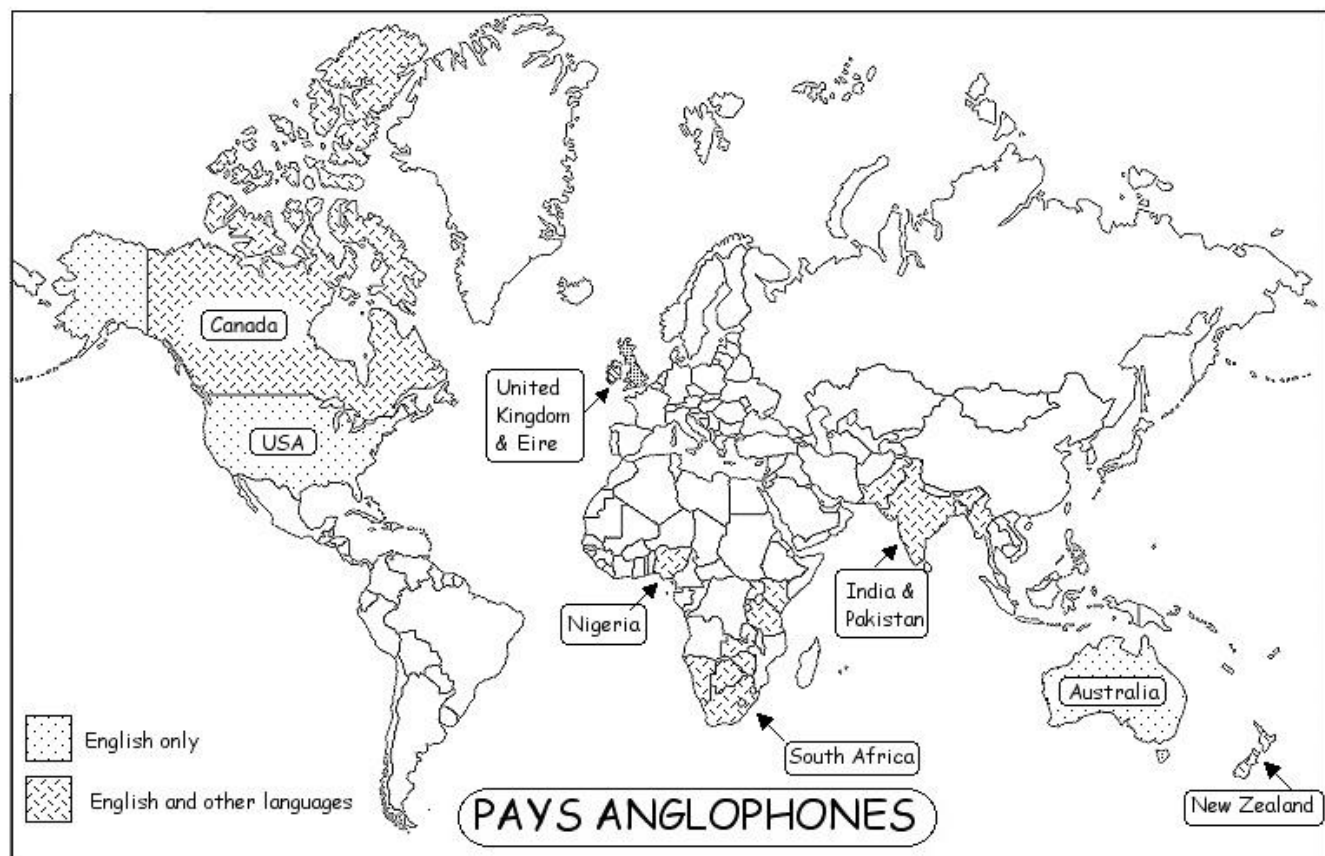 Canada
USA
United
Kingdom
& Eire
Nigeria
India &
Pakistan
South Africa
Australia
New Zealand
English only
English and other languages
PAYS ANGLOPHONES